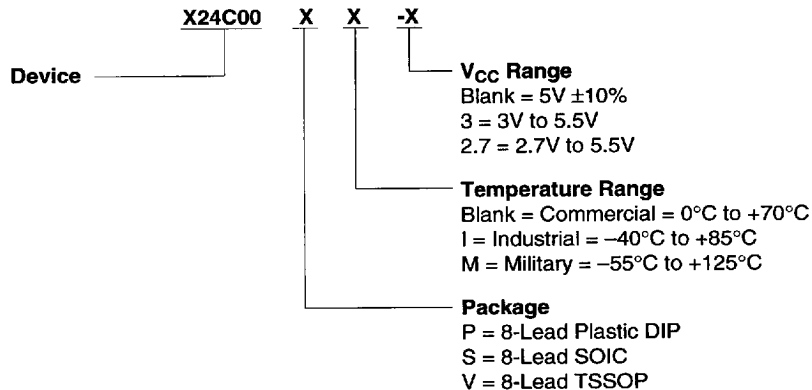 X24C00 X X -X
Device
VCC Range
Blank = 5V ±10%
3 = 3V to 5.5V
2.7 = 2.7V to 5.5V
Temperature Range
Blank = Commercial = 0°C to +70°C
I = Industrial = –40°C to +85°C
M = Military = –55°C to +125°C
Package
P = 8-Lead Plastic DIP
S = 8-Lead SOIC
V = 8-Lead TSSOP